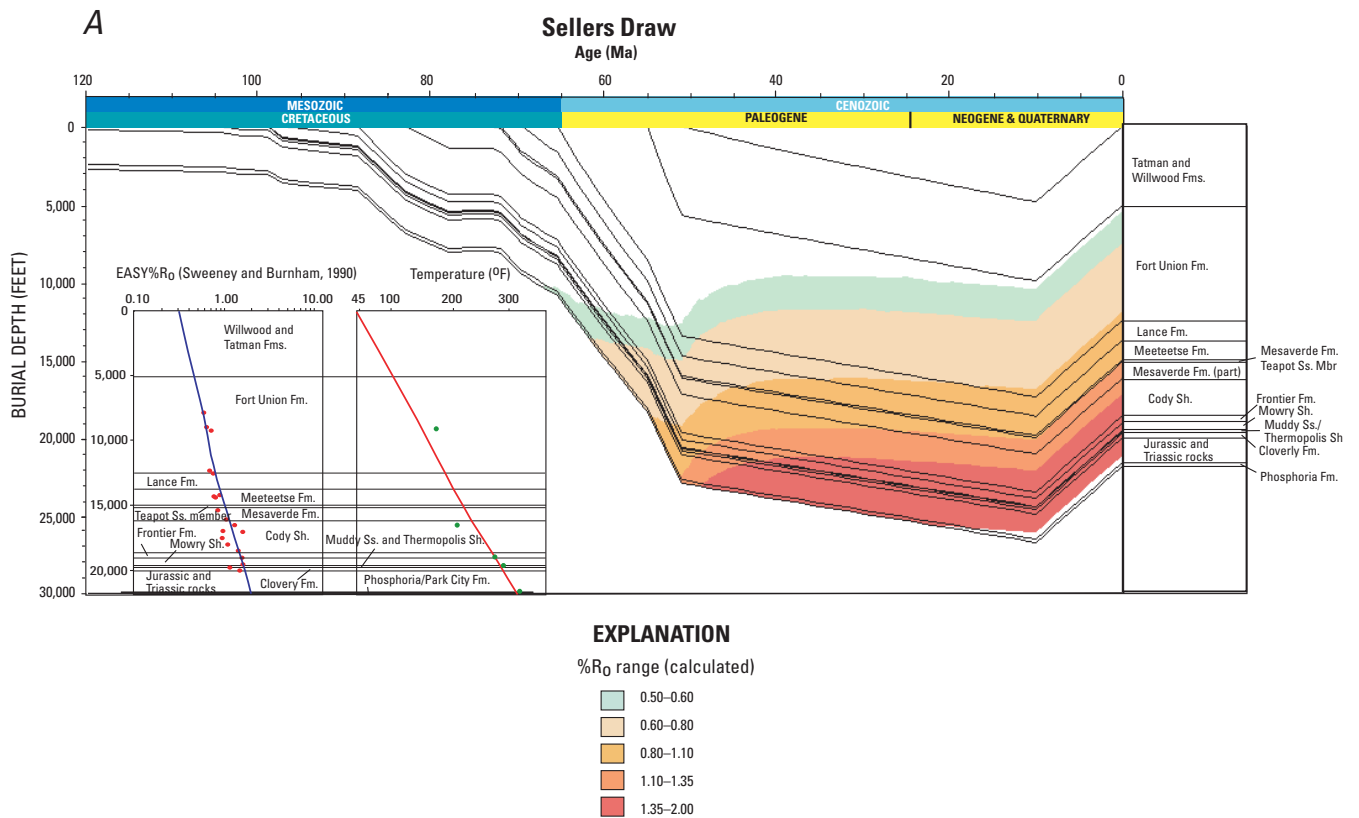 A
Sellers Draw
Age (Ma)
120 100 80 60 40 20 0
MESOZOIC CENOZOIC
CRETACEOUS PALEOGENE NEOGENE & QUATERNARY
BURIAL DEPTH (FEET)
0
5,000
10,000
15,000
20,000
25,000
30,000
EASY%Ro (Sweeney and Burnham, 1990)
0.10 1.00 10.00
Temperature (ºF)
45 100 200 300
0
5,000
10,000
15,000
20,000
Willwood and
Tatman Fms.
Fort Union Fm.
Lance Fm.
Meeteetse Fm.
Teapot Ss. member
Mesaverde Fm.
Frontier Fm.
Cody Sh.
Mowry Sh.
Muddy Ss. and Thermopolis Sh.
Jurassic and
Triassic rocks
Clovery Fm.
Phosphoria/Park City Fm.
Tatman and
Willwood Fms.
Fort Union Fm.
Lance Fm.
Meeteetse Fm.
Mesaverde Fm.
Teapot Ss. Mbr
Mesaverde Fm. (part)
Cody Sh.
Frontier Fm.
Mowry Sh.
Muddy Ss./
Thermopolis Sh
Cloverly Fm.
Jurassic and
Triassic rocks
Phosphoria Fm.
EXPLANATION
%Ro range (calculated)
0.50–0.60
0.60–0.80
0.80–1.10
1.10–1.35
1.35–2.00